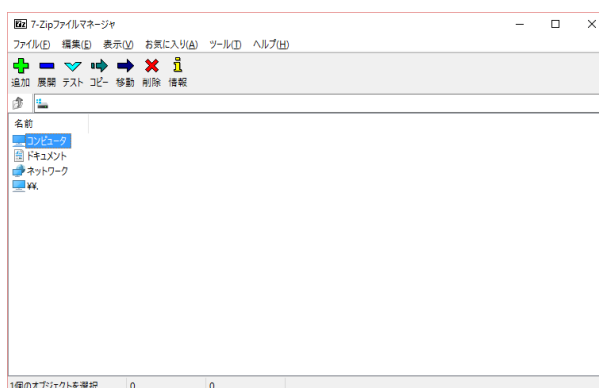 7-Zipファイルマネージャ
ファイル(F) 編集(E) 表示(V) お気に入り(A) ツール(T) ヘルプ(H)
追加 展開 テスト コピー 移動 削除 情報
名前
コンピュータ
ドキュメント
ネットワーク
¥¥.
1個のオブジェクトを選択 0 0